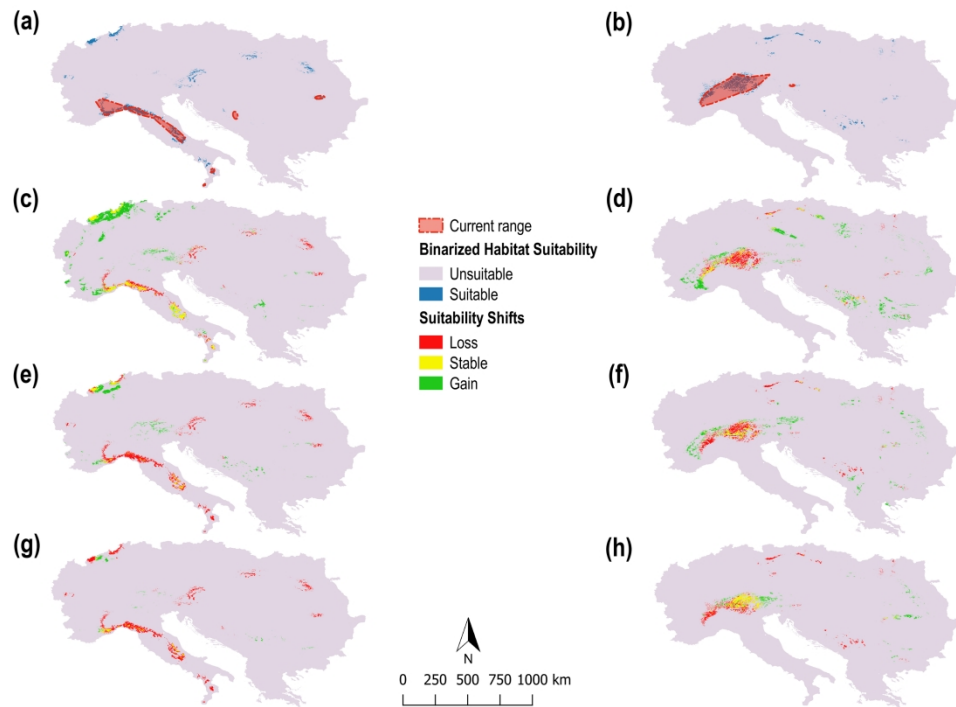 (a)
(b)
(c)
(d)
Current range
Binarized Habitat Suitability
Unsuitable
Suitable
Suitability Shifts
Loss
Stable
Gain
(e)
(f)
(g)
(h)
N
0 250 500 750 1000 km